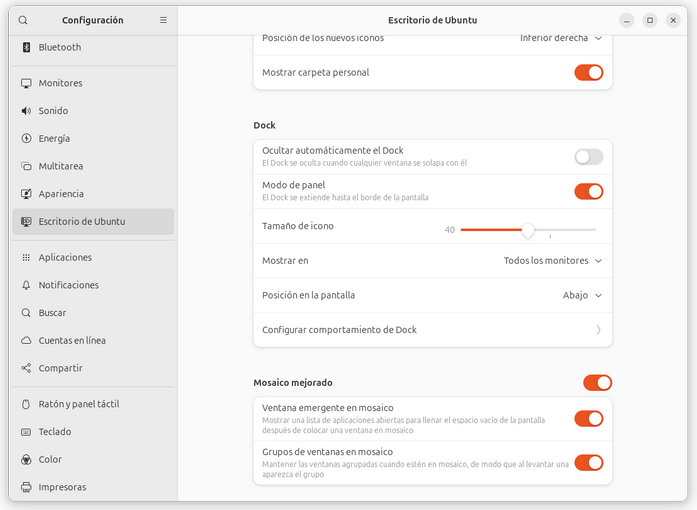 Configuración
Escritorio de Ubuntu
Bluetooth
Monitores
Sonido
Energía
Multitarea
Apariencia
Escritorio de Ubuntu
Aplicaciones
Notificaciones
Buscar
Cuentas en línea
Compartir
Ratón y panel táctil
Teclado
Color
Impresoras
Posición de los nuevos iconos
Inferior derecha
Mostrar carpeta personal
Dock
Ocultar automáticamente el Dock
El Dock se oculta cuando cualquier ventana se solapa con él
Modo de panel
El Dock se extiende hasta el borde de la pantalla
Tamaño de icono
40
Mostrar en
Todos los monitores
Posición en la pantalla
Abajo
Configurar comportamiento de Dock
Mosaico mejorado
Ventana emergente en mosaico
Mostrar una lista de aplicaciones abiertas para llenar el espacio vacío de la pantalla
después de colocar una ventana en mosaico
Grupos de ventanas en mosaico
Mantener las ventanas agrupadas cuando estén en mosaico, de modo que al levantar una
aparezca el grupo